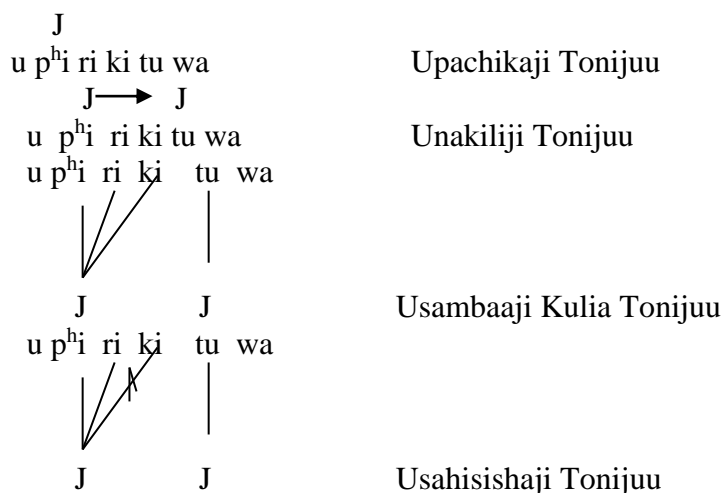 J
u pʰi ri ki tu wa Upachikaji Tonijuu
J J
u pʰi ri ki tu wa Unakiliji Tonijuu
u pʰi ri ki tu wa
J J Usambaaji Kulia Tonijuu
u pʰi ri ki tu wa
J J Usahisishaji Tonijuu